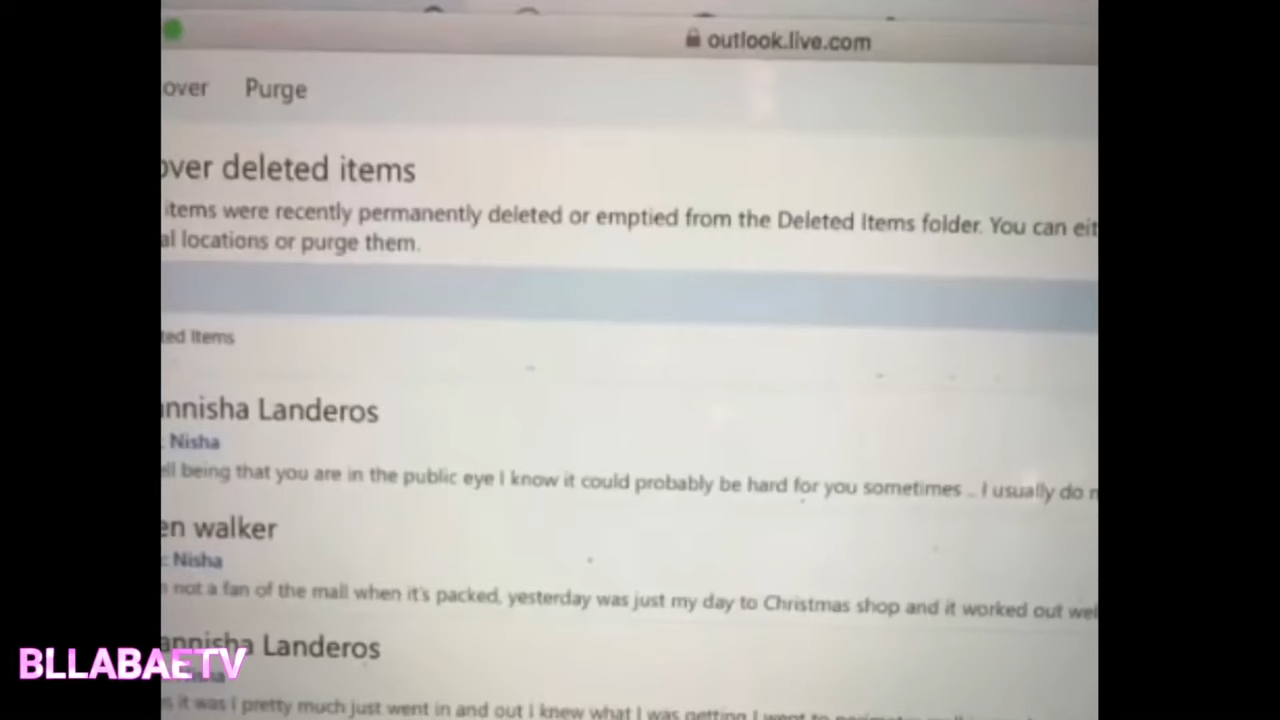 outlook.live.com
over Purge
over deleted items
items were recently permanently deleted or emptied from the Deleted Items folder. You can eit
al locations or purge them.
ted Items
nnisha Landeros
: Nisha
ll being that you are in the public eye I know it could probably be hard for you sometimes .. I usually do n
en walker
: Nisha
not a fan of the mall when it's packed, yesterday was just my day to Christmas shop and it worked out wel
annisha Landeros
BLLABAETV
s it was I pretty much just went in and out I knew what I was getting I went to